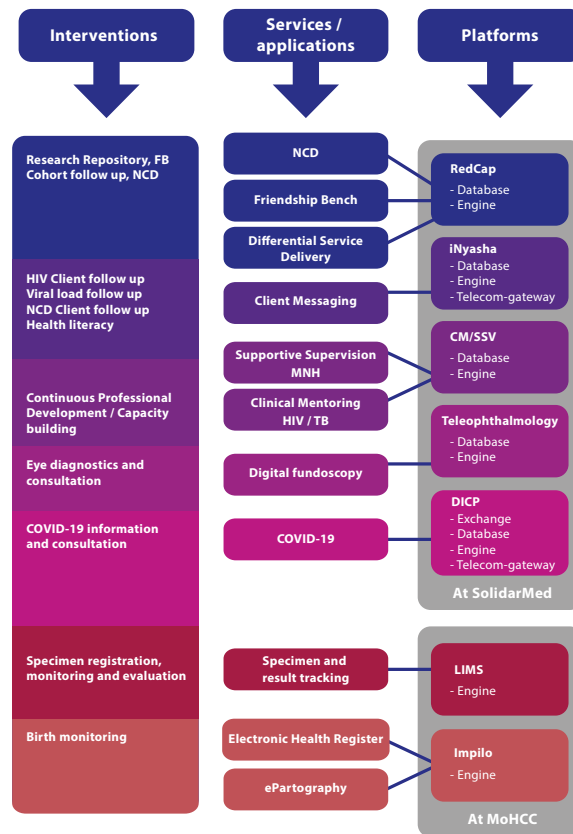 Interventions
Services /
applications
Platforms
Research Repository, FB
Cohort follow up, NCD
HIV Client follow up
Viral load follow up
NCD Client follow up
Health literacy
Continuous Professional
Development / Capacity
building
Eye diagnostics and
consultation
COVID-19 information
and consultation
Specimen registration,
monitoring and evaluation
Birth monitoring
NCD
Friendship Bench
Differential Service
Delivery
Client Messaging
Supportive Supervision
MNH
Clinical Mentoring
HIV / TB
Digital fundoscopy
COVID-19
Specimen and
result tracking
Electronic Health Register
ePartography
RedCap
- Database
- Engine
iNyasha
- Database
- Engine
- Telecom-gateway
CM/SSV
- Database
- Engine
Teleophthalmology
- Database
- Engine
DICP
- Exchange
- Database
- Engine
- Telecom-gateway
At SolidarMed
LIMS
- Engine
Impilo
- Engine
At MoHCC